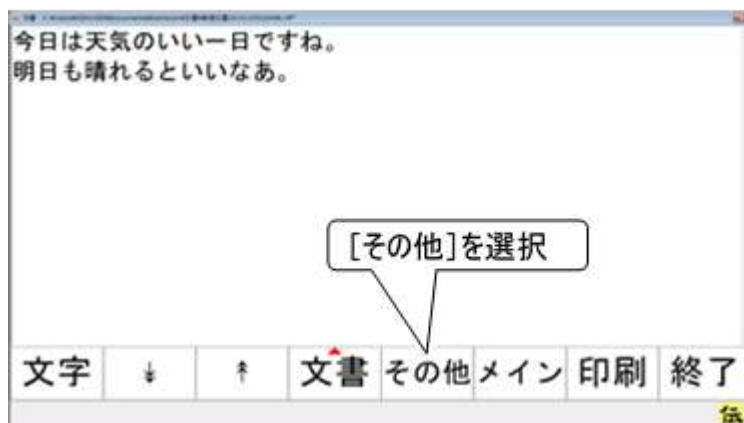 今日は天気のいい一日ですね。
明日も晴れるといいなあ。
[その他]を選択
文字 ↡ ↟ 文書 その他 メイン 印刷 終了
伝